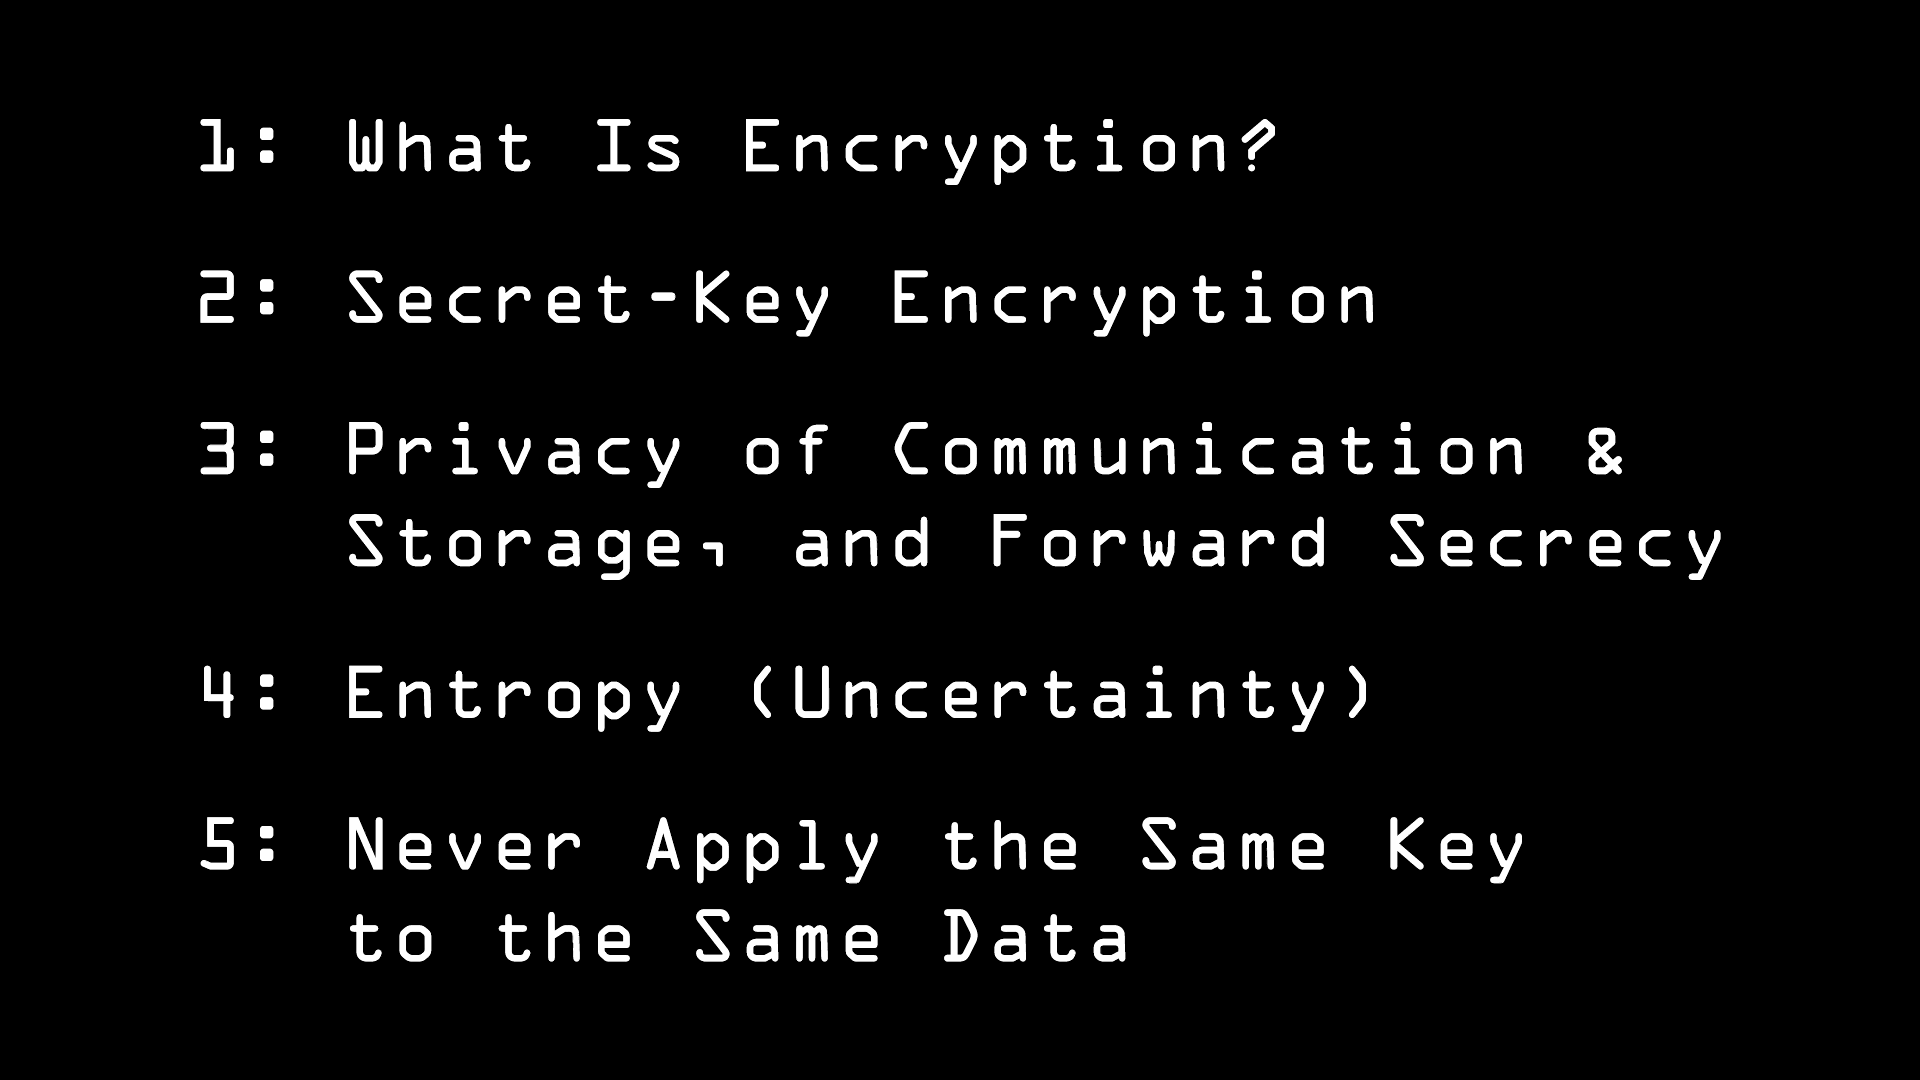 1: What Is Encryption?
2: Secret-Key Encryption
3: Privacy of Communication &
Storage, and Forward Secrecy
4: Entropy (Uncertainty)
5: Never Apply the Same Key
to the Same Data